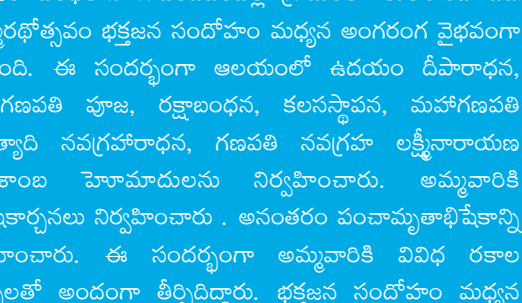 భక్తజన సందోహం మధ్యన అంగరంగ వైభవంగా
ఈ సందర్భంగా ఆలయంలో ఉదయం దీపారాధన,
గణపతి పూజ, రక్షాబంధన, కలసస్థాపన, మహాగణపతి
నవగ్రహారాధన, గణపతి నవగ్రహ లక్ష్మీనారాయణ
హెూమాదులను నిర్వహించారు. అమ్మవారికి
నిర్వహించారు . అనంతరం పంచామృతాభిషేకాన్ని
ఈ సందర్భంగా అమ్మవారికి వివిధ రకాల
అందంగా తీర్చిదిద్దారు. భక్తజన సందోహం మధ్యన